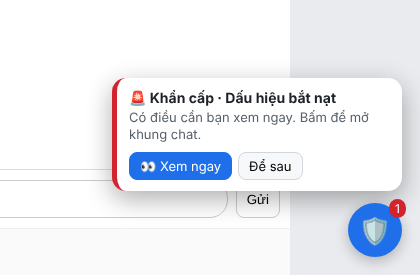 🚨 Khẩn cấp · Dấu hiệu bắt nạt
Có điều cần bạn xem ngay. Bấm để mở
khung chat.
👀 Xem ngay
Để sau
Gửi
1